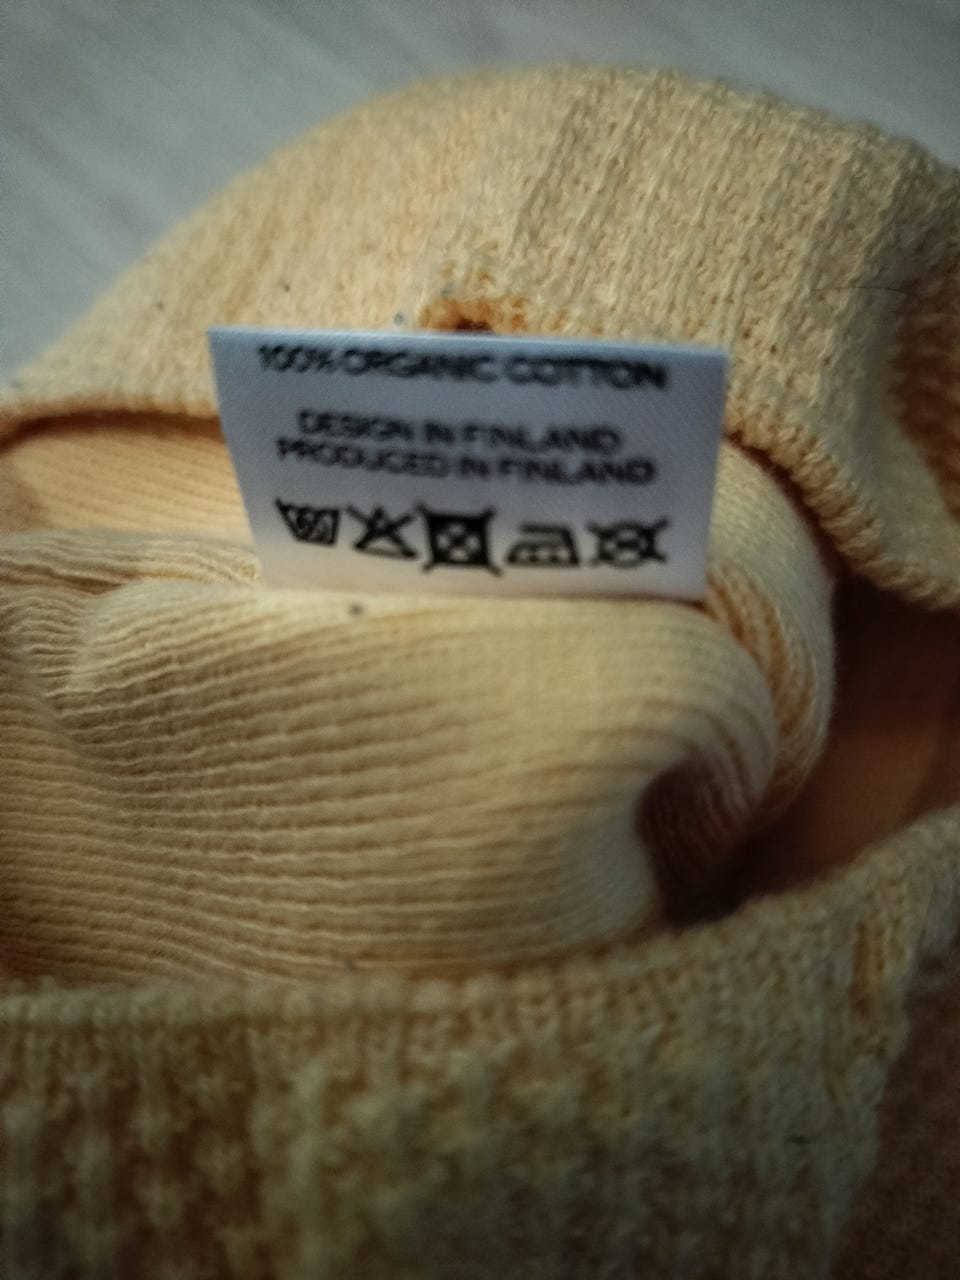 100% ORGANIC COTTON
DESIGN IN FINLAND
PRODUCED IN FINLAND